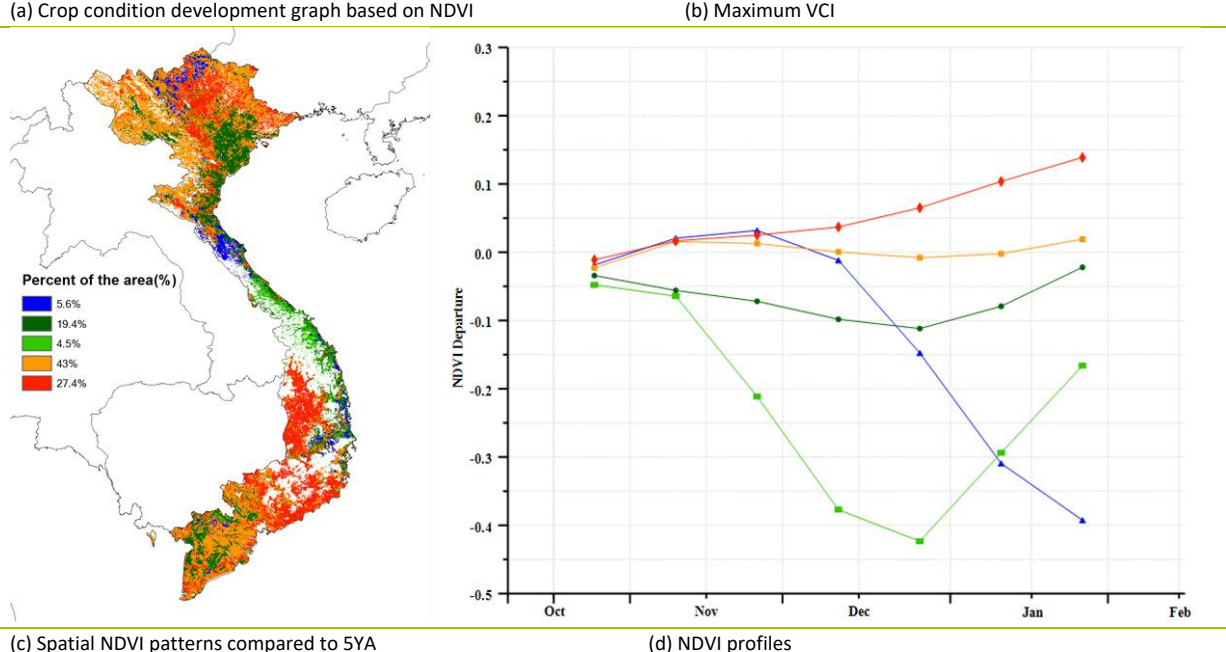 (a) Crop condition development graph based on NDVI (b) Maximum VCI
Percent of the area(%)
5.6%
19.4%
4.5%
43%
27.4%
NDVI Departure
0.3
0.2
0.1
0.0
-0.1
-0.2
-0.3
-0.4
-0.5
Oct Nov Dec Jan Feb
(c) Spatial NDVI patterns compared to 5YA (d) NDVI profiles